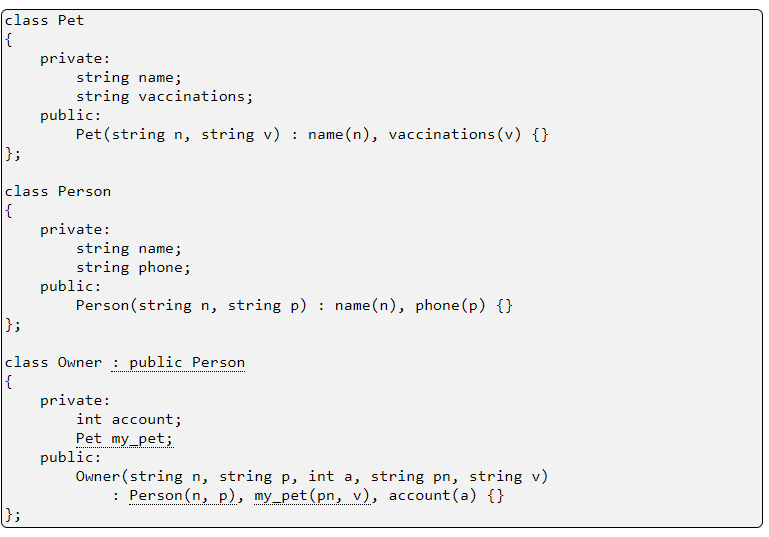 class Pet
{
    private:
        string name;
        string vaccinations;
    public:
        Pet(string n, string v) : name(n), vaccinations(v) {}
};

class Person
{
    private:
        string name;
        string phone;
    public:
        Person(string n, string p) : name(n), phone(p) {}
};

class Owner : public Person
{
    private:
        int account;
        Pet my_pet;
    public:
        Owner(string n, string p, int a, string pn, string v)
            : Person(n, p), my_pet(pn, v), account(a) {}
};